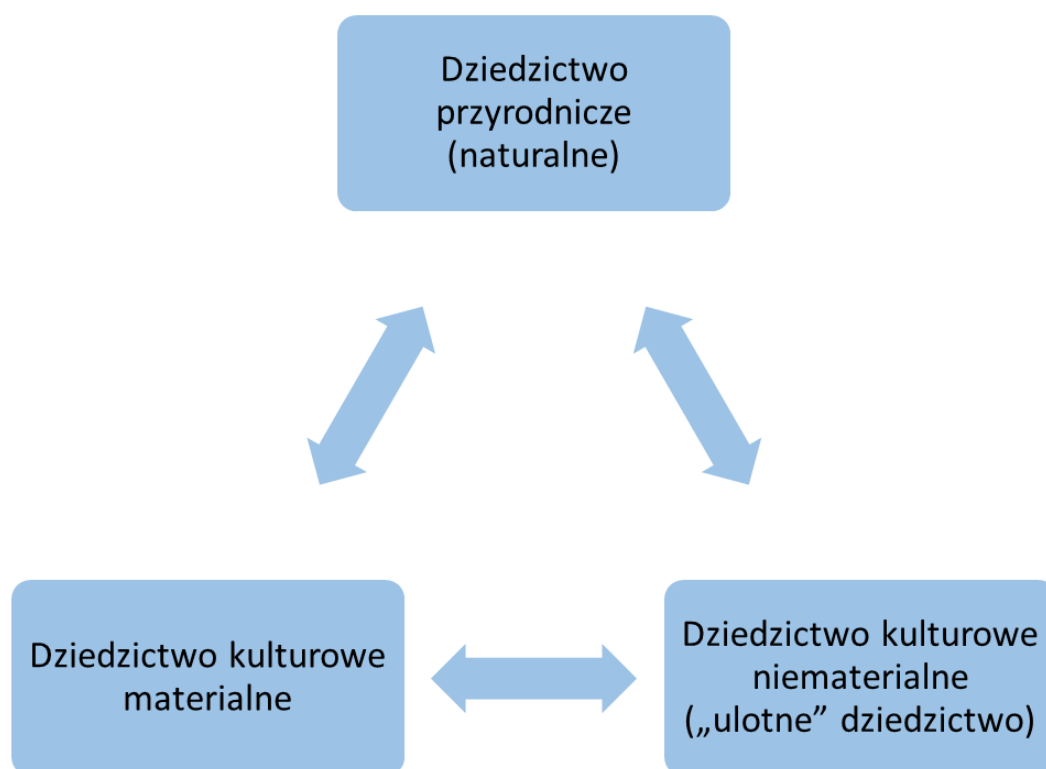 Dziedzictwo
przyrodnicze
(naturalne)
Dziedzictwo kulturowe
materialne
Dziedzictwo kulturowe
niematerialne
(„ulotne” dziedzictwo)